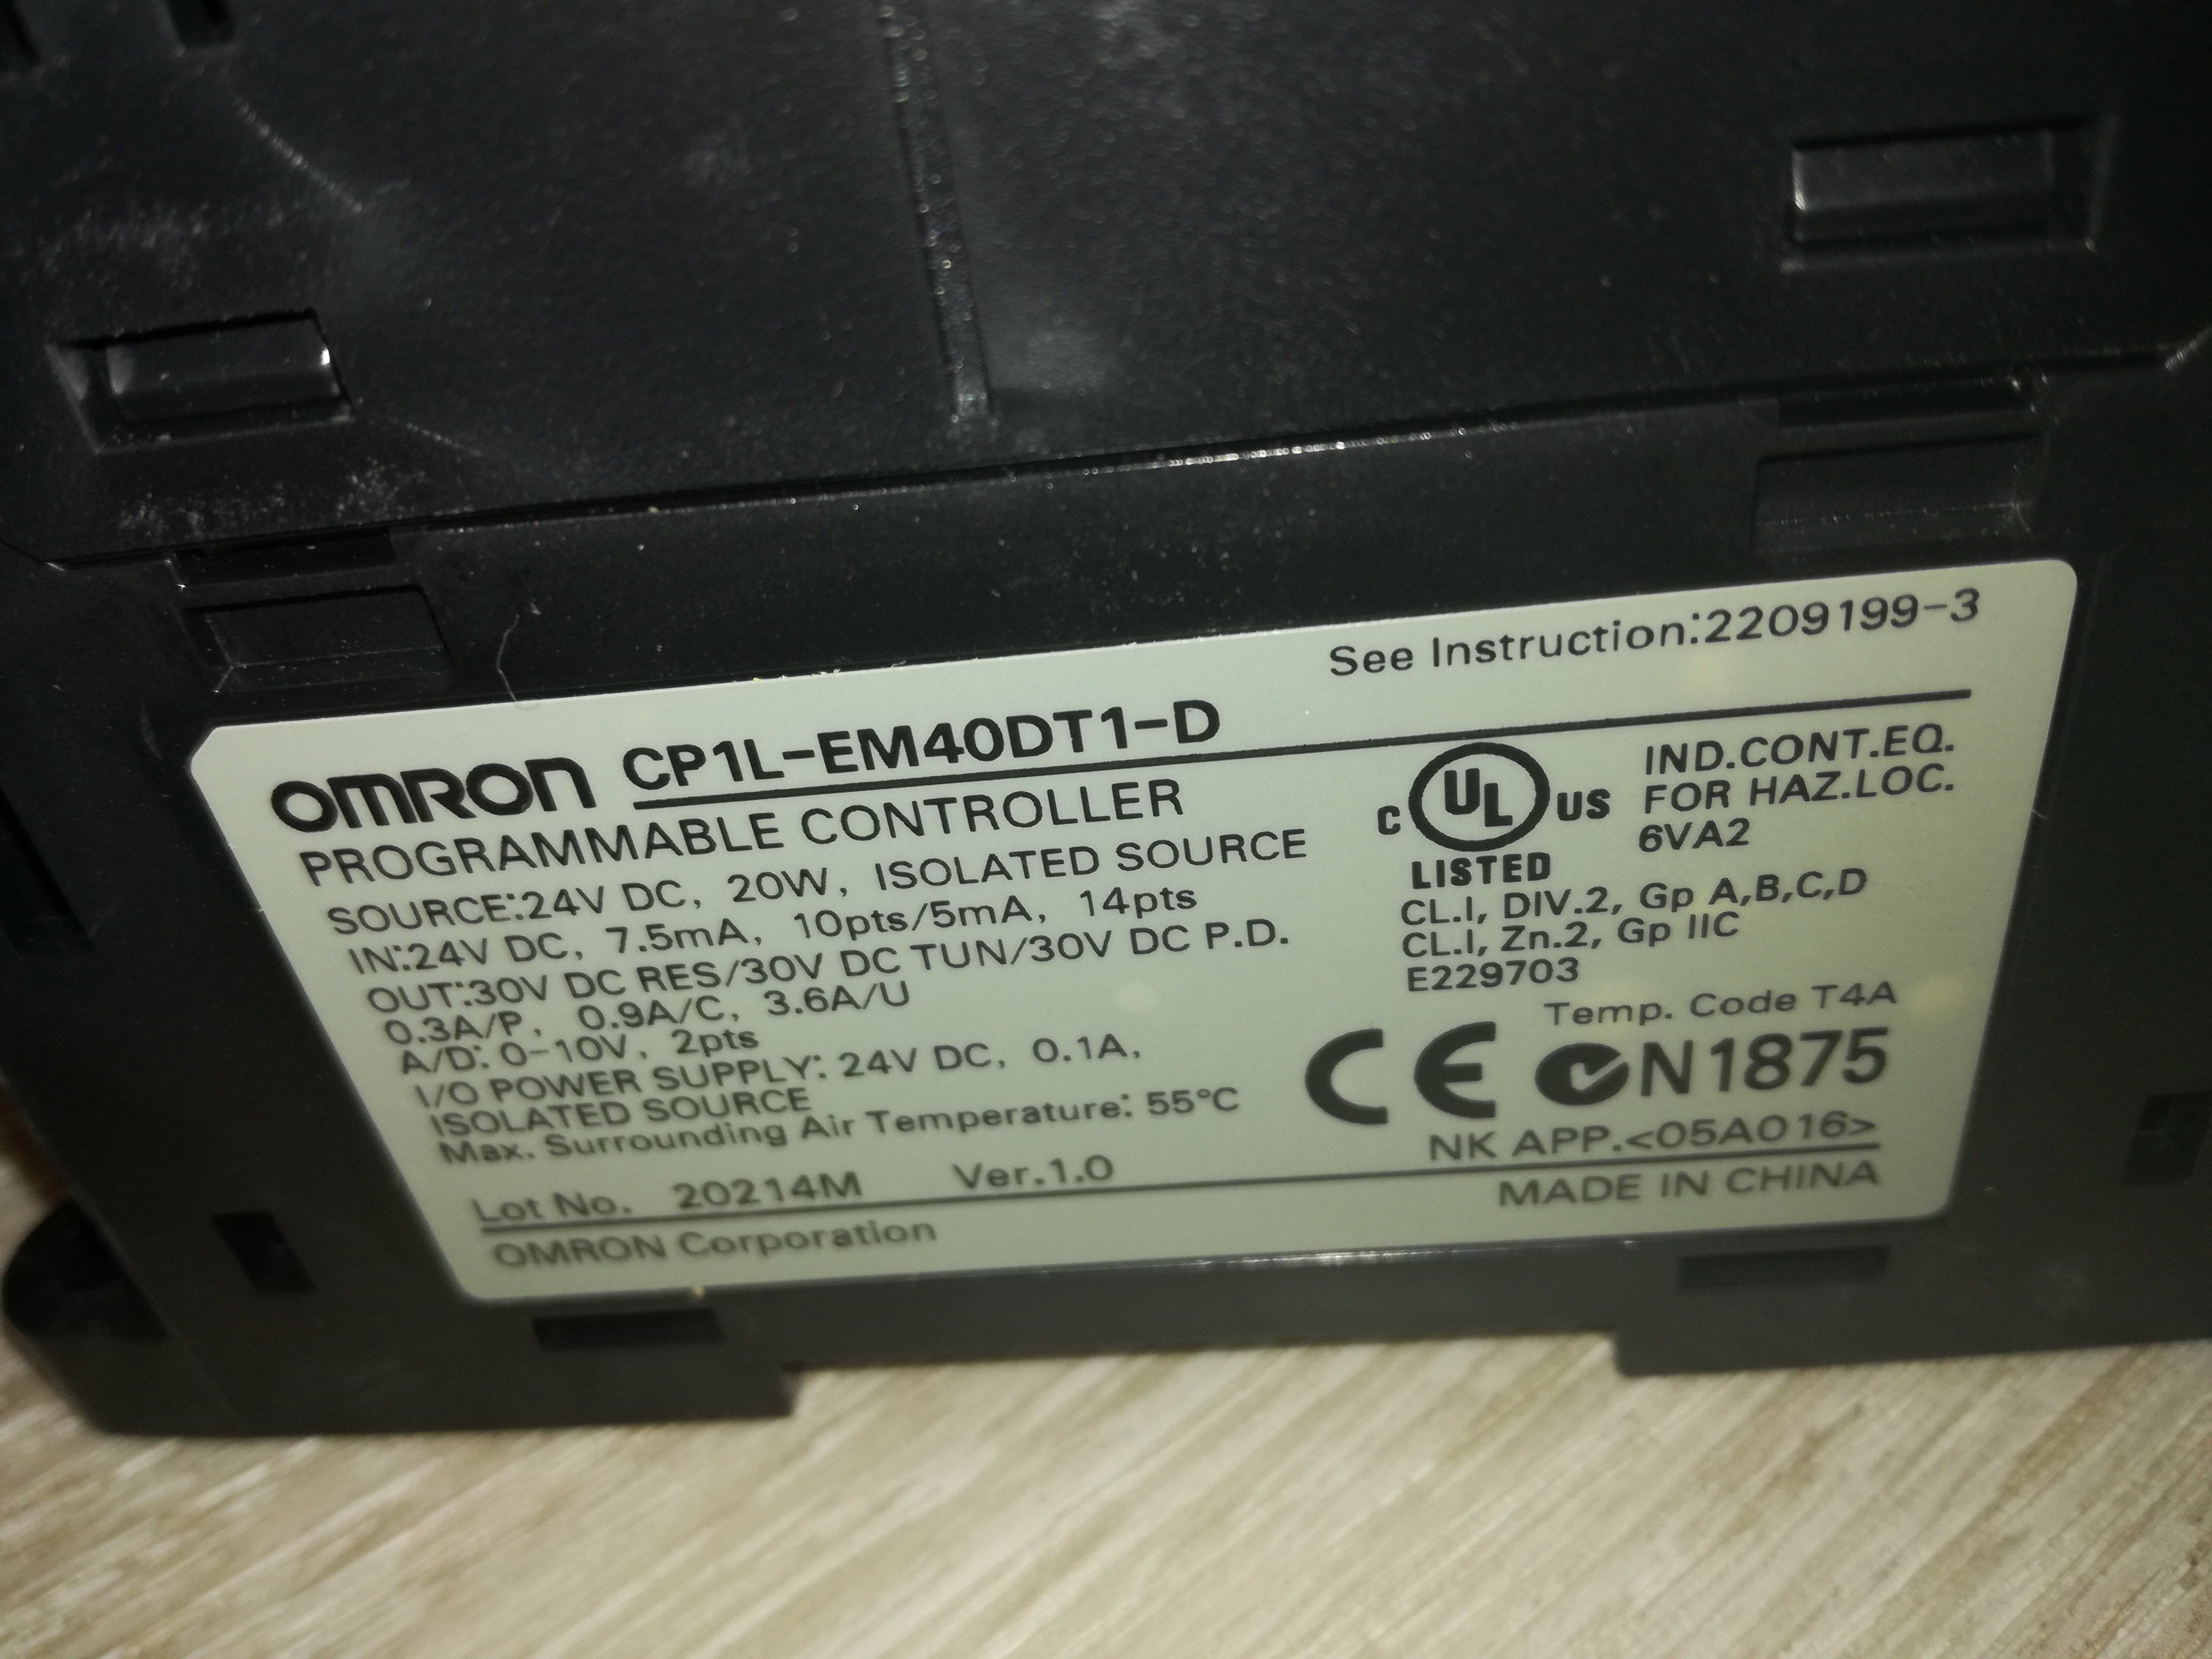 See Instruction:2209199-3
OMRON CP1L-EM40DT1-D
PROGRAMMABLE CONTROLLER
SOURCE:24V DC, 20W, ISOLATED SOURCE
IN:24V DC, 7.5mA, 10pts/5mA, 14pts
OUT:30V DC RES/30V DC TUN/30V DC P.D.
0.3A/P, 0.9A/C, 3.6A/U
A/D: 0-10V, 2pts
I/O POWER SUPPLY: 24V DC, 0.1A,
ISOLATED SOURCE
Max. Surrounding Air Temperature: 55°C
Lot No. 20214M Ver.1.0
OMRON Corporation
C UL US
LISTED
IND.CONT.EQ.
FOR HAZ.LOC.
6VA2
CL.I, DIV.2, Gp A,B,C,D
CL.I, Zn.2, Gp IIC
E229703
Temp. Code T4A
CE N1875
NK APP.<05A016>
MADE IN CHINA